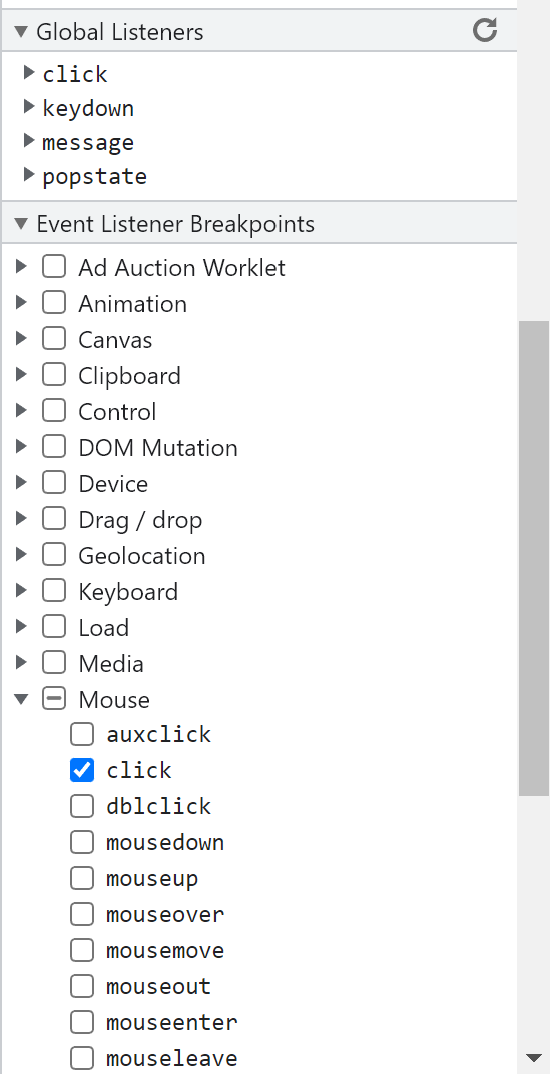 Global Listeners
click
keydown
message
popstate
Event Listener Breakpoints
Ad Auction Worklet
Animation
Canvas
Clipboard
Control
DOM Mutation
Device
Drag / drop
Geolocation
Keyboard
Load
Media
Mouse
auxclick
click
dblclick
mousedown
mouseup
mouseover
mousemove
mouseout
mouseenter
mouseleave